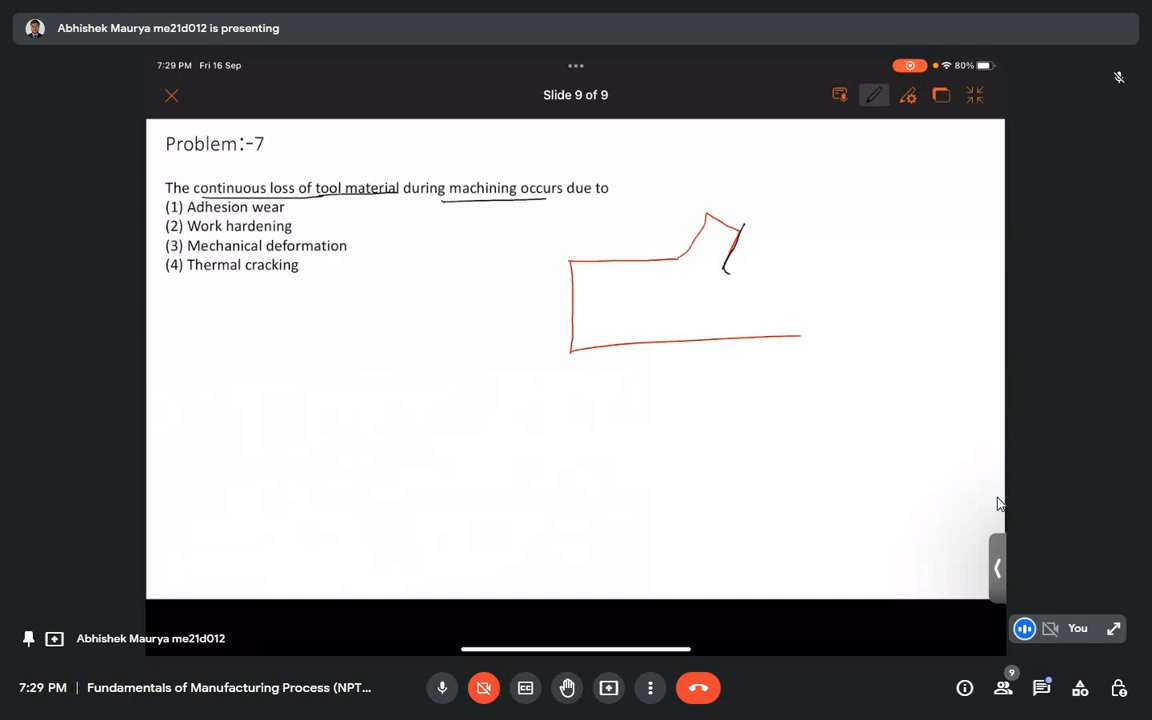 Abhishek Maurya me21d012 is presenting
7:29 PM Fri 16 Sep
80%
Slide 9 of 9
Problem:-7
The continuous loss of tool material during machining occurs due to
(1) Adhesion wear
(2) Work hardening
(3) Mechanical deformation
(4) Thermal cracking
You
Abhishek Maurya me21d012
7:29 PM | Fundamentals of Manufacturing Process (NPT...
CC
9